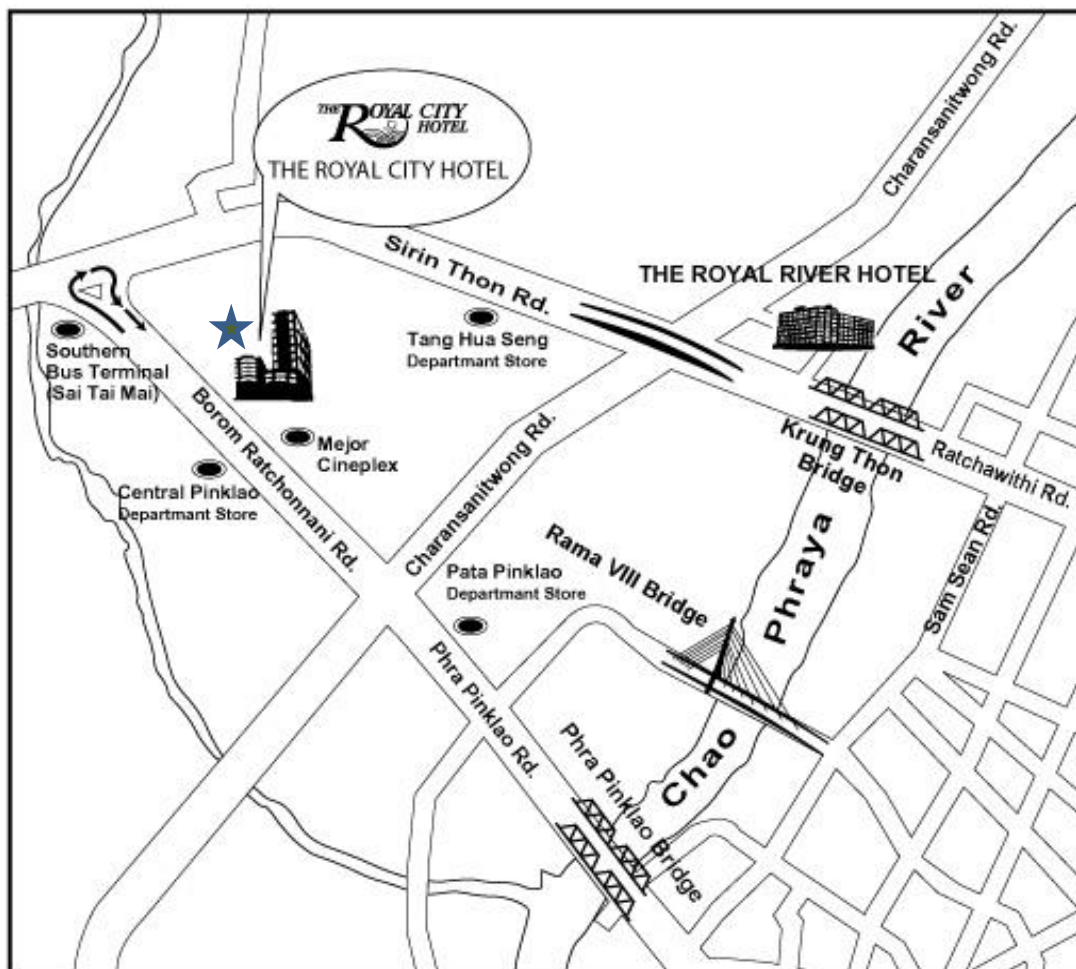 THE ROYAL CITY
HOTEL
THE ROYAL CITY HOTEL
Charansanitwong Rd.
Sirin Thon Rd.
THE ROYAL RIVER HOTEL
River
Southern
Bus Terminal
(Sai Tai Mai)
Tang Hua Seng
Departmant Store
Borom Ratchonnani Rd.
Mejor
Cineplex
Central Pinklao
Departmant Store
Charansanitwong Rd.
Krung Thon
Bridge
Ratchawithi Rd.
Sam Sean Rd.
Rama VIII Bridge
Phraya
Pata Pinklao
Departmant Store
Phra Pinklao Rd.
Chao
Phra Pinklao Bridge